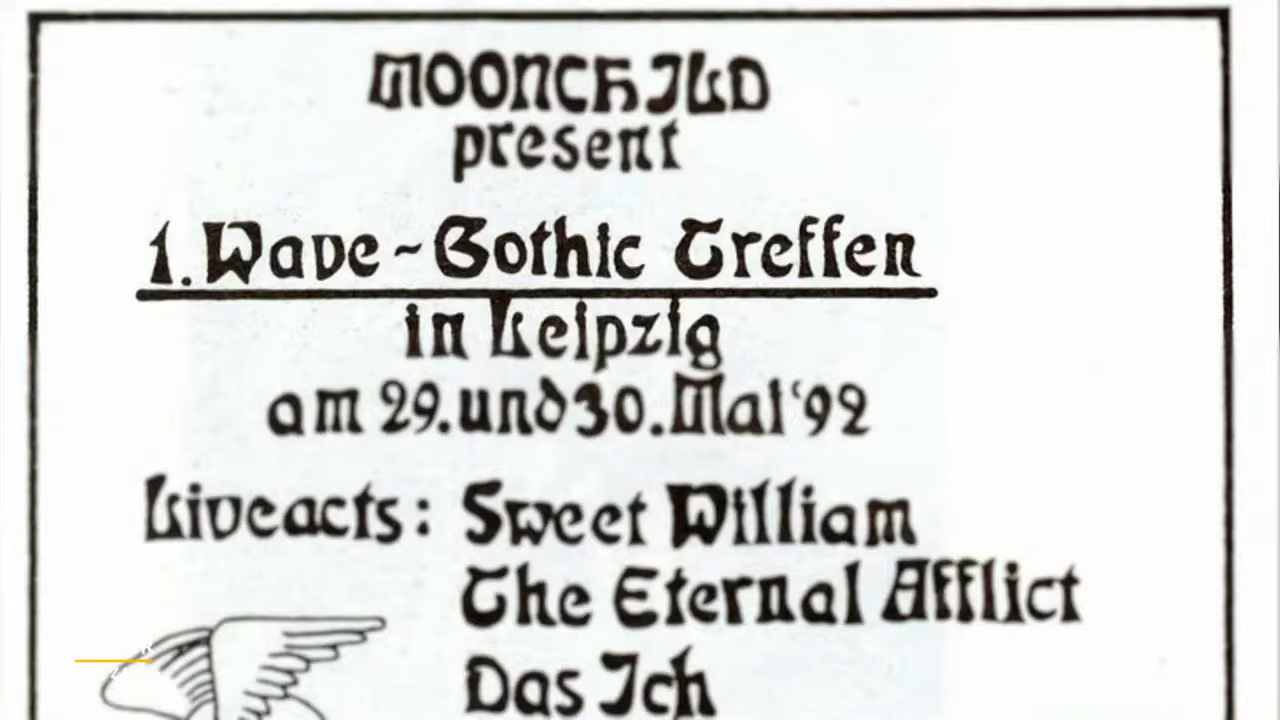 MOONCHILD
present
1. Wave-Gothic Treffen
in Leipzig
am 29. und 30. Mai '92
Liveacts: Sweet William
The Eternal Afflict
Das Ich